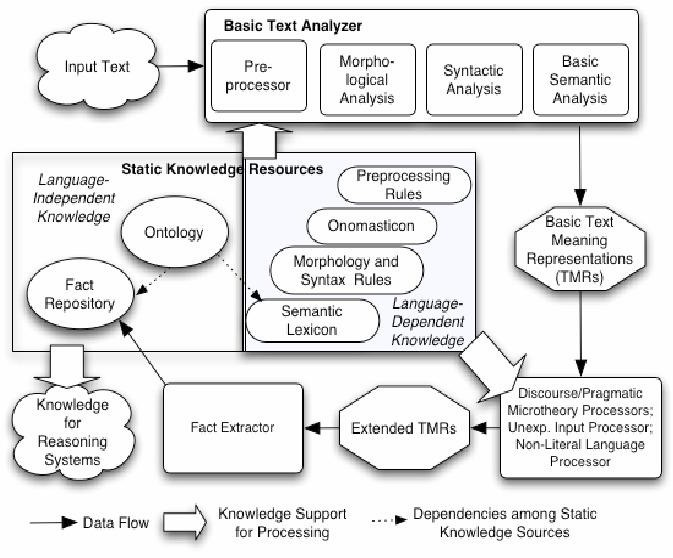 Basic Text Analyzer
Input Text
Pre-
processor
Morpho-
logical
Analysis
Syntactic
Analysis
Basic
Semantic
Analysis
Static Knowledge Resources
Language-
Independent
Knowledge
Ontology
Fact
Repository
Preprocessing
Rules
Onomasticon
Morphology and
Syntax Rules
Semantic
Lexicon
Language-
Dependent
Knowledge
Basic Text
Meaning
Representations
(TMRs)
Knowledge
for
Reasoning
Systems
Fact Extractor
Extended TMRs
Discourse/Pragmatic
Microtheory Processors;
Unexp. Input Processor;
Non-Literal Language
Processor
Data Flow
Knowledge Support
for Processing
Dependencies among Static
Knowledge Sources